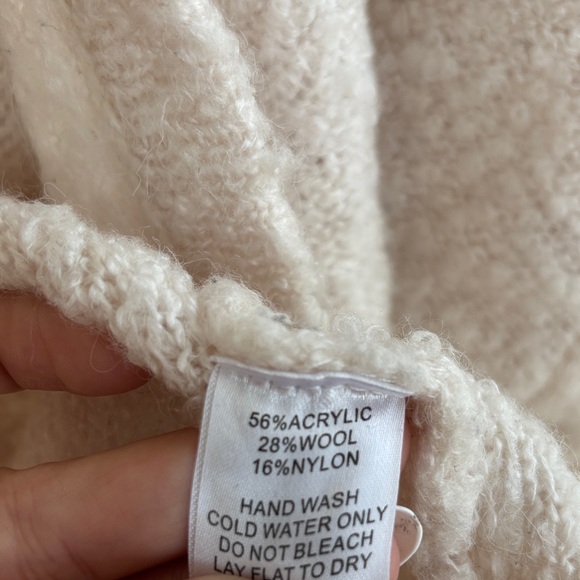 56%ACRYLIC
28%WOOL
16%NYLON
HAND WASH
COLD WATER ONLY
DO NOT BLEACH
LAY FLAT TO DRY